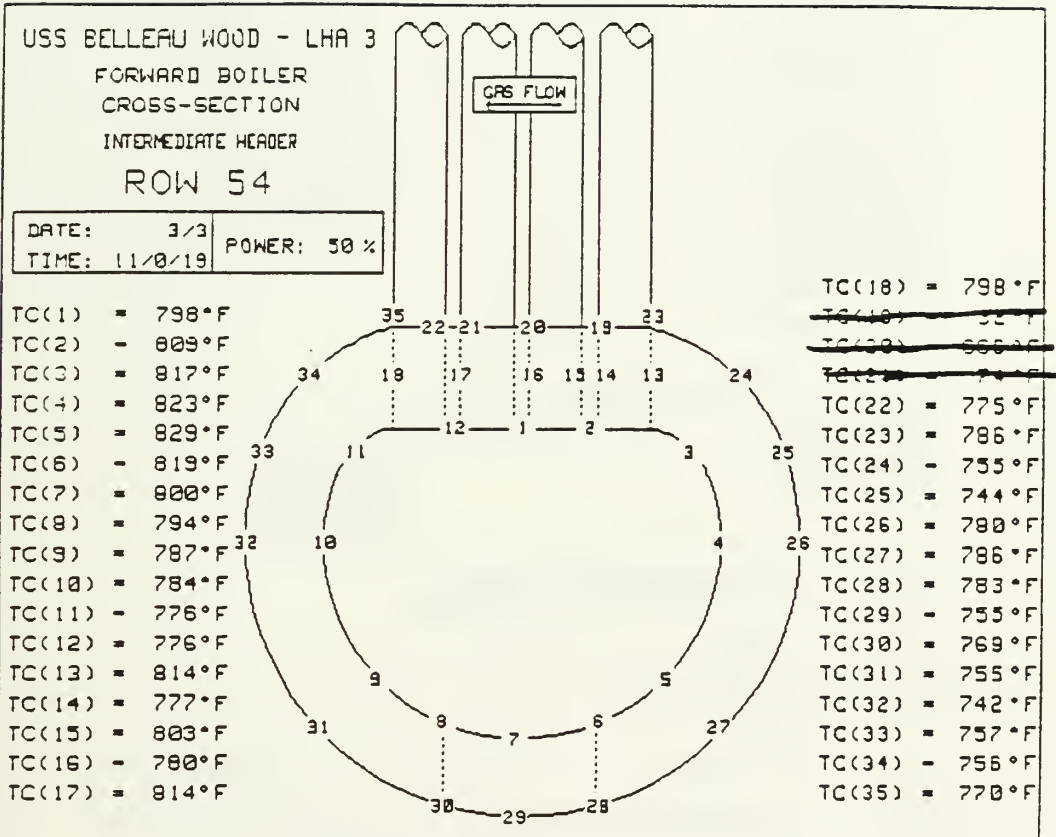 USS BELLEAU WOOD - LHA 3
FORWARD BOILER
CROSS-SECTION
INTERMEDIATE HEADER
ROW 54
GAS FLOW
DATE: 3/3
TIME: 11/0/19
POWER: 50 %
TC(1) = 798°F
TC(2) = 809°F
TC(3) = 817°F
TC(4) = 823°F
TC(5) = 829°F
TC(6) = 819°F
TC(7) = 800°F
TC(8) = 794°F
TC(9) = 787°F
TC(10) = 784°F
TC(11) = 776°F
TC(12) = 776°F
TC(13) = 814°F
TC(14) = 777°F
TC(15) = 803°F
TC(16) = 780°F
TC(17) = 814°F
35 22 21 20 19 23
34 18 17 16 15 14 13 24
33 11 12 1 2 3 25
32 10 4 26
9 5
31 8 7 6 27
30 29 28
TC(18) = 798°F
TC(22) = 775°F
TC(23) = 786°F
TC(24) = 755°F
TC(25) = 744°F
TC(26) = 780°F
TC(27) = 786°F
TC(28) = 783°F
TC(29) = 755°F
TC(30) = 769°F
TC(31) = 755°F
TC(32) = 742°F
TC(33) = 757°F
TC(34) = 756°F
TC(35) = 770°F